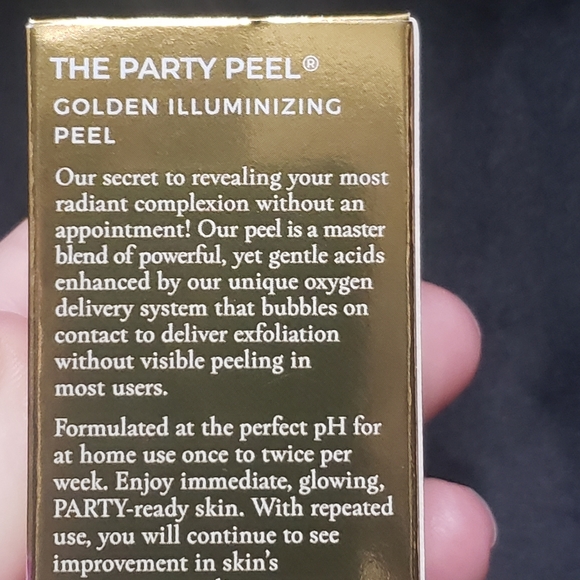 THE PARTY PEEL®
GOLDEN ILLUMINIZING
PEEL
Our secret to revealing your most
radiant complexion without an
appointment! Our peel is a master
blend of powerful, yet gentle acids
enhanced by our unique oxygen
delivery system that bubbles on
contact to deliver exfoliation
without visible peeling in
most users.
Formulated at the perfect pH for
at home use once to twice per
week. Enjoy immediate, glowing,
PARTY-ready skin. With repeated
use, you will continue to see
improvement in skin's